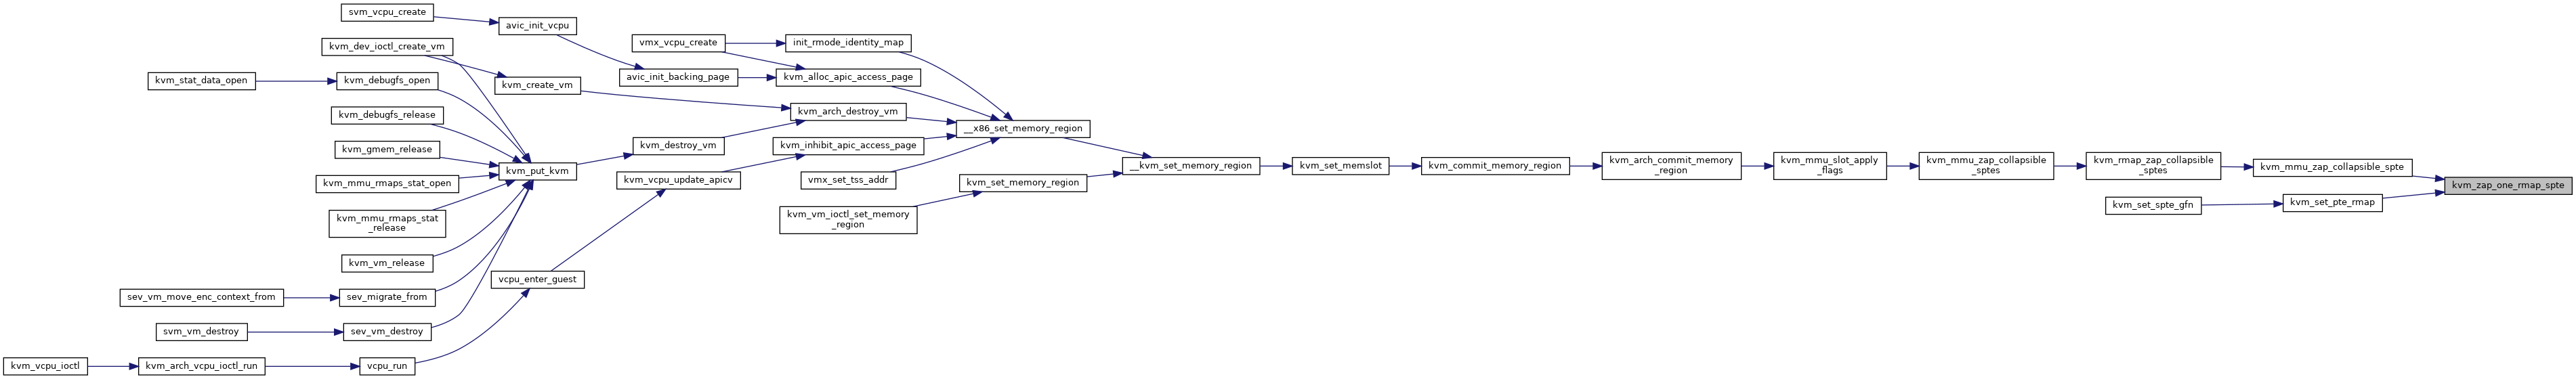 svm_vcpu_create
avic_init_vcpu
kvm_dev_ioctl_create_vm
vmx_vcpu_create
init_rmode_identity_map
kvm_stat_data_open
kvm_debugfs_open
kvm_create_vm
avic_init_backing_page
kvm_alloc_apic_access_page
kvm_debugfs_release
kvm_arch_destroy_vm
__x86_set_memory_region
kvm_gmem_release
kvm_destroy_vm
kvm_inhibit_apic_access_page
kvm_put_kvm
__kvm_set_memory_region
kvm_set_memslot
kvm_commit_memory_region
kvm_arch_commit_memory
_region
kvm_mmu_slot_apply
_flags
kvm_mmu_zap_collapsible
_sptes
kvm_rmap_zap_collapsible
_sptes
kvm_mmu_zap_collapsible_spte
kvm_zap_one_rmap_spte
kvm_mmu_rmaps_stat_open
kvm_vcpu_update_apicv
vmx_set_tss_addr
kvm_set_memory_region
kvm_set_spte_gfn
kvm_set_pte_rmap
kvm_mmu_rmaps_stat
_release
kvm_vm_ioctl_set_memory
_region
kvm_vm_release
vcpu_enter_guest
sev_vm_move_enc_context_from
sev_migrate_from
svm_vm_destroy
sev_vm_destroy
kvm_vcpu_ioctl
kvm_arch_vcpu_ioctl_run
vcpu_run